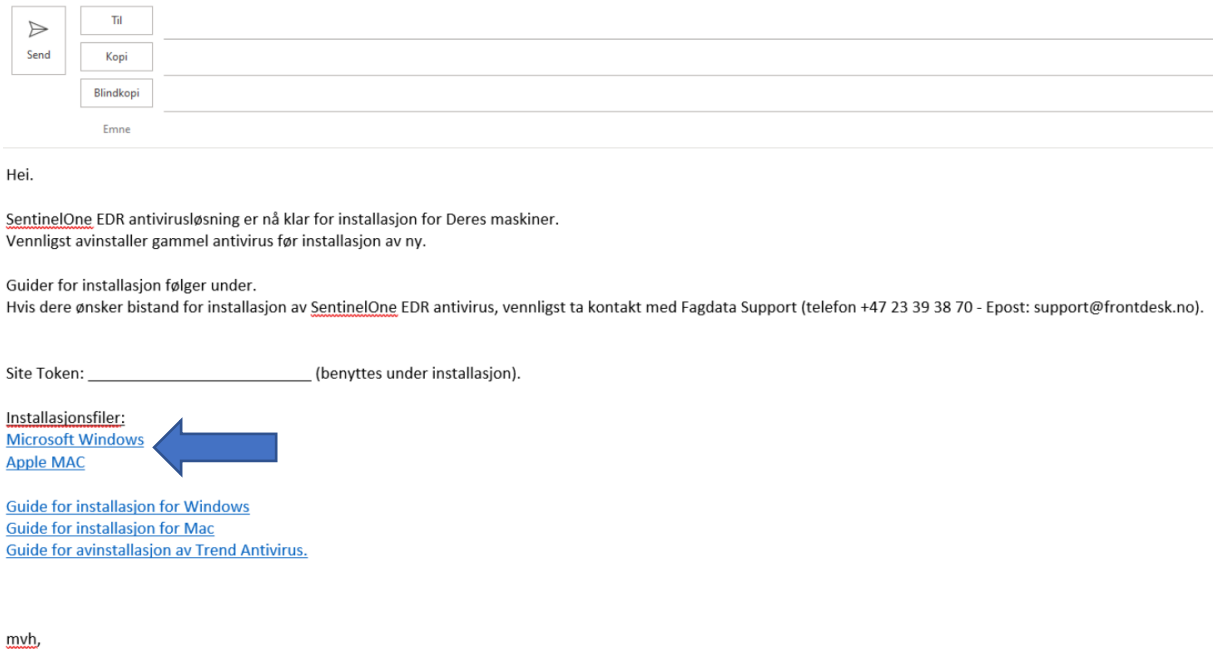 Til
Send
Kopi
Blindkopi
Emne
Hei.
SentinelOne EDR antivirusløsning er nå klar for installasjon for Deres maskiner.
Vennligst avinstaller gammel antivirus før installasjon av ny.
Guider for installasjon følger under.
Hvis dere ønsker bistand for installasjon av SentinelOne EDR antivirus, vennligst ta kontakt med Fagdata Support (telefon +47 23 39 38 70 - Epost: support@frontdesk.no).
Site Token: __________________________ (benyttes under installasjon).
Installasjonsfiler:
Microsoft Windows
Apple MAC
Guide for installasjon for Windows
Guide for installasjon for Mac
Guide for avinstallasjon av Trend Antivirus.
mvh,